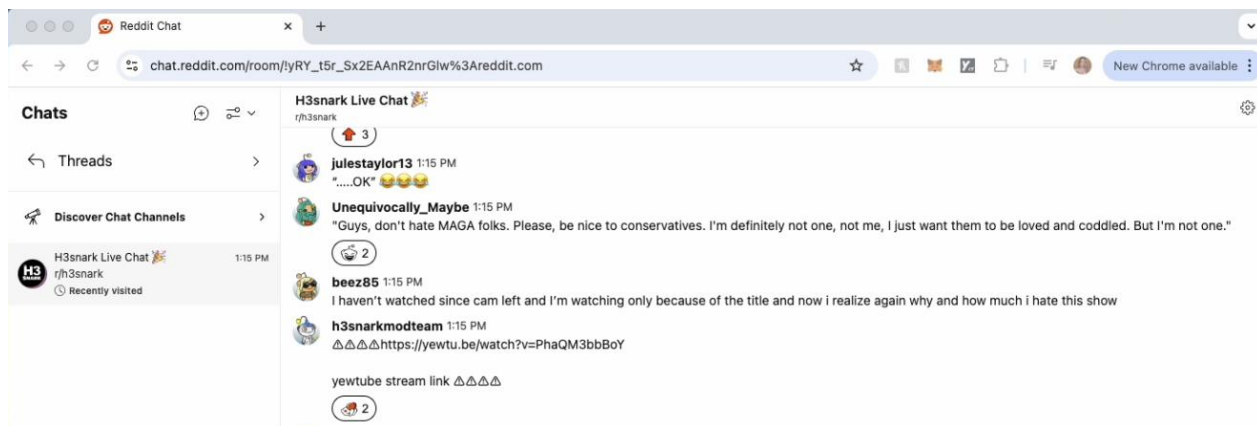 Reddit Chat
chat.reddit.com/room/!yRY_t5r_Sx2EAAnR2nrGlw%3Areddit.com
New Chrome available
Chats
Threads
Discover Chat Channels
H3snark Live Chat 🎉 1:15 PM
r/h3snark
Recently visited
H3
SNARK
H3snark Live Chat 🎉
r/h3snark
3
julestaylor13 1:15 PM
".....OK" 😂😂😂
Unequivocally_Maybe 1:15 PM
"Guys, don't hate MAGA folks. Please, be nice to conservatives. I'm definitely not one, not me, I just want them to be loved and coddled. But I'm not one."
2
beez85 1:15 PM
I haven't watched since cam left and I'm watching only because of the title and now i realize again why and how much i hate this show
h3snarkmodteam 1:15 PM
⚠⚠⚠⚠https://yewtu.be/watch?v=PhaQM3bbBoY
yewtube stream link ⚠⚠⚠⚠
2